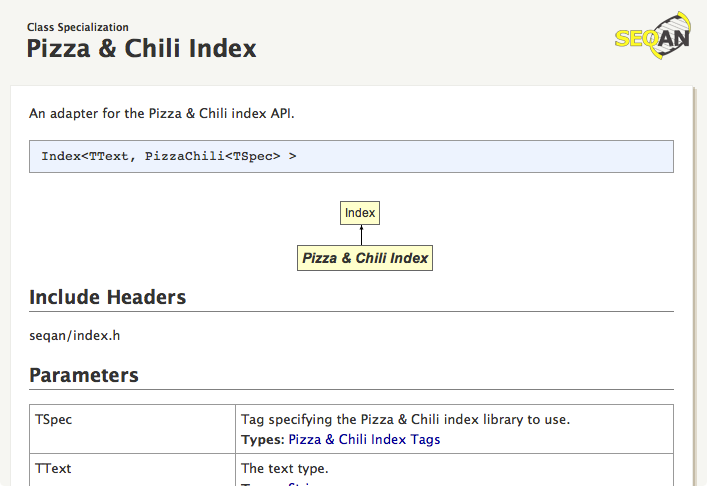 Class Specialization
Pizza & Chili Index
SEQAN
An adapter for the Pizza & Chili index API.
Index<TText, PizzaChili<TSpec> >
Index
Pizza & Chili Index
Include Headers
seqan/index.h
Parameters
TSpec
Tag specifying the Pizza & Chili index library to use.
Types: Pizza & Chili Index Tags
TText
The text type.